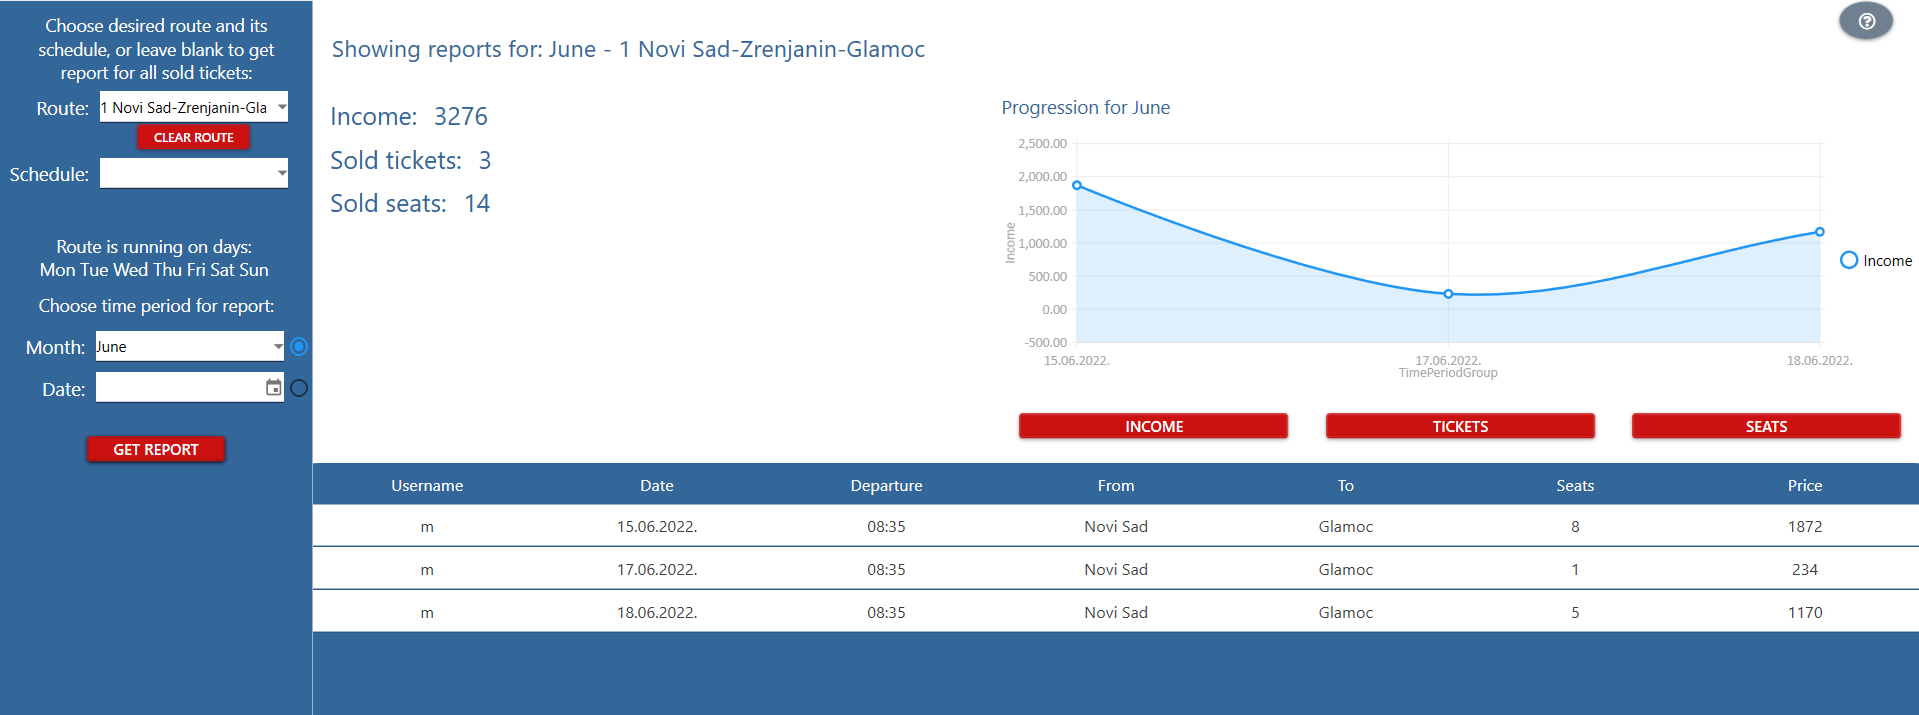 Choose desired route and its
schedule, or leave blank to get
report for all sold tickets:
Route: 1 Novi Sad-Zrenjanin-Gla
CLEAR ROUTE
Schedule:
Route is running on days:
Mon Tue Wed Thu Fri Sat Sun
Choose time period for report:
Month: June
Date:
GET REPORT
Showing reports for: June - 1 Novi Sad-Zrenjanin-Glamoc
?
Income: 3276
Sold tickets: 3
Sold seats: 14
Progression for June
2,500.00
2,000.00
1,500.00
1,000.00
500.00
0.00
-500.00
Income
15.06.2022. 17.06.2022. 18.06.2022.
TimePeriodGroup
Income
INCOME TICKETS SEATS
Username Date Departure From To Seats Price
m 15.06.2022. 08:35 Novi Sad Glamoc 8 1872
m 17.06.2022. 08:35 Novi Sad Glamoc 1 234
m 18.06.2022. 08:35 Novi Sad Glamoc 5 1170